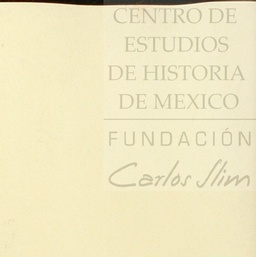 CENTRO DE
ESTUDIOS
DE HISTORIA
DE MEXICO
FUNDACIÓN
Carlos Slim